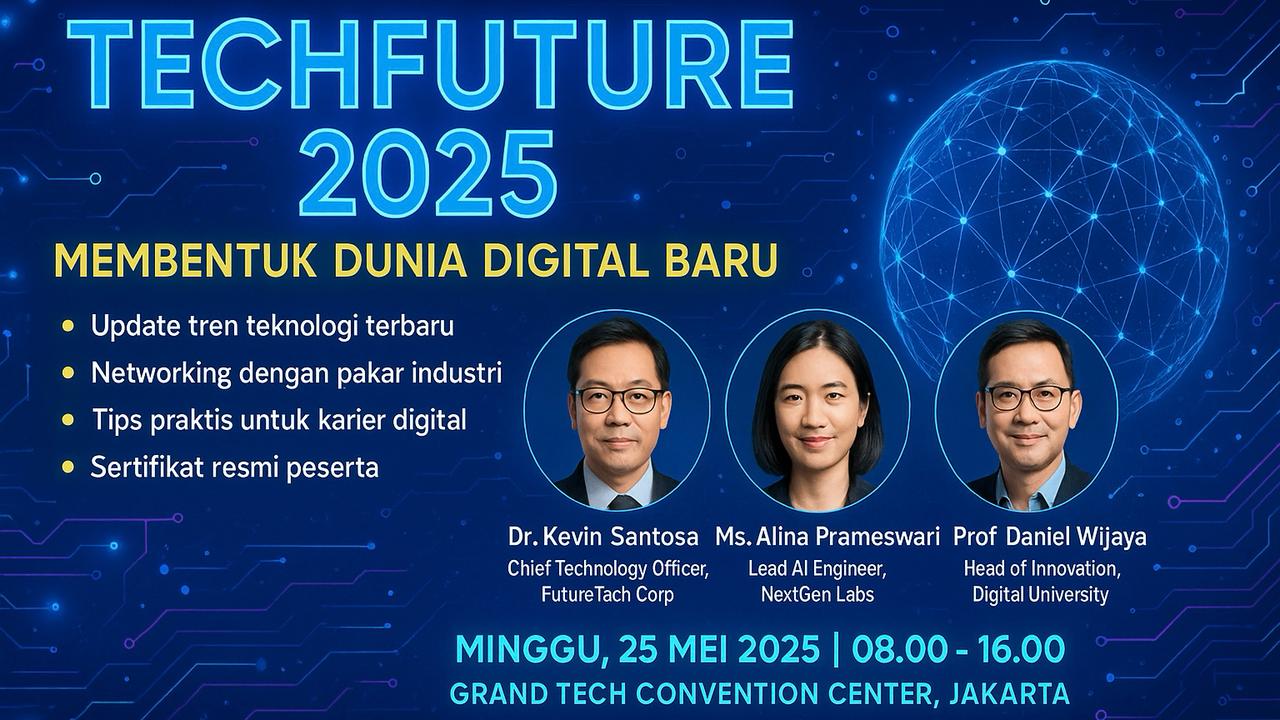 TECHFUTURE
2025
MEMBENTUK DUNIA DIGITAL BARU
• Update tren teknologi terbaru
• Networking dengan pakar industri
• Tips praktis untuk karier digital
• Sertifikat resmi peserta
Dr. Kevin Santosa
Chief Technology Officer,
FutureTach Corp
Ms. Alina Prameswari
Lead AI Engineer,
NextGen Labs
Prof Daniel Wijaya
Head of Innovation,
Digital University
MINGGU, 25 MEI 2025 | 08.00 - 16.00
GRAND TECH CONVENTION CENTER, JAKARTA